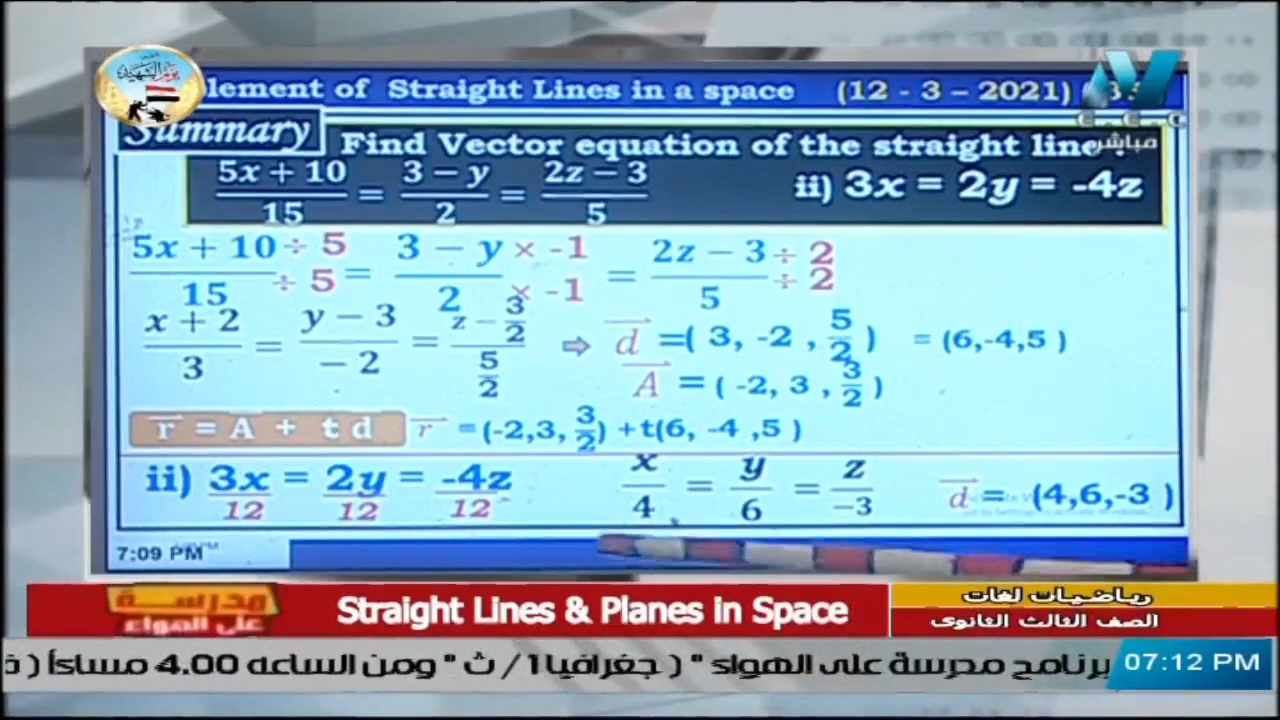 يوم الشهيد
lement of Straight Lines in a space (12 - 3 - 2021)
مباشر
Summary
Find Vector equation of the straight line
5x + 10 / 15 = 3 - y / 2 = 2z - 3 / 5 ii) 3x = 2y = -4z
5x + 10 ÷ 5 / 15 ÷ 5 = 3 - y × -1 / 2 × -1 = 2z - 3 ÷ 2 / 5 ÷ 2
x + 2 / 3 = y - 3 / -2 = z - 3/2 / 5/2 ⇒ d = ( 3, -2 , 5/2 ) = (6,-4,5 )
A = ( -2, 3 , 3/2 )
r = A + t d r = (-2,3, 3/2) +t(6, -4 ,5 )
ii) 3x / 12 = 2y / 12 = -4z / 12 x / 4 = y / 6 = z / -3 d = (4,6,-3 )
7:09 PM
مدرسة على الهواء
Straight Lines & Planes in Space
رياضيات لغات
الصف الثالث الثانوى
برنامج مدرسة على الهواء " ( جغرافيا 1 / ث " ومن الساعه 4.00 مساءاً (
07:12 PM